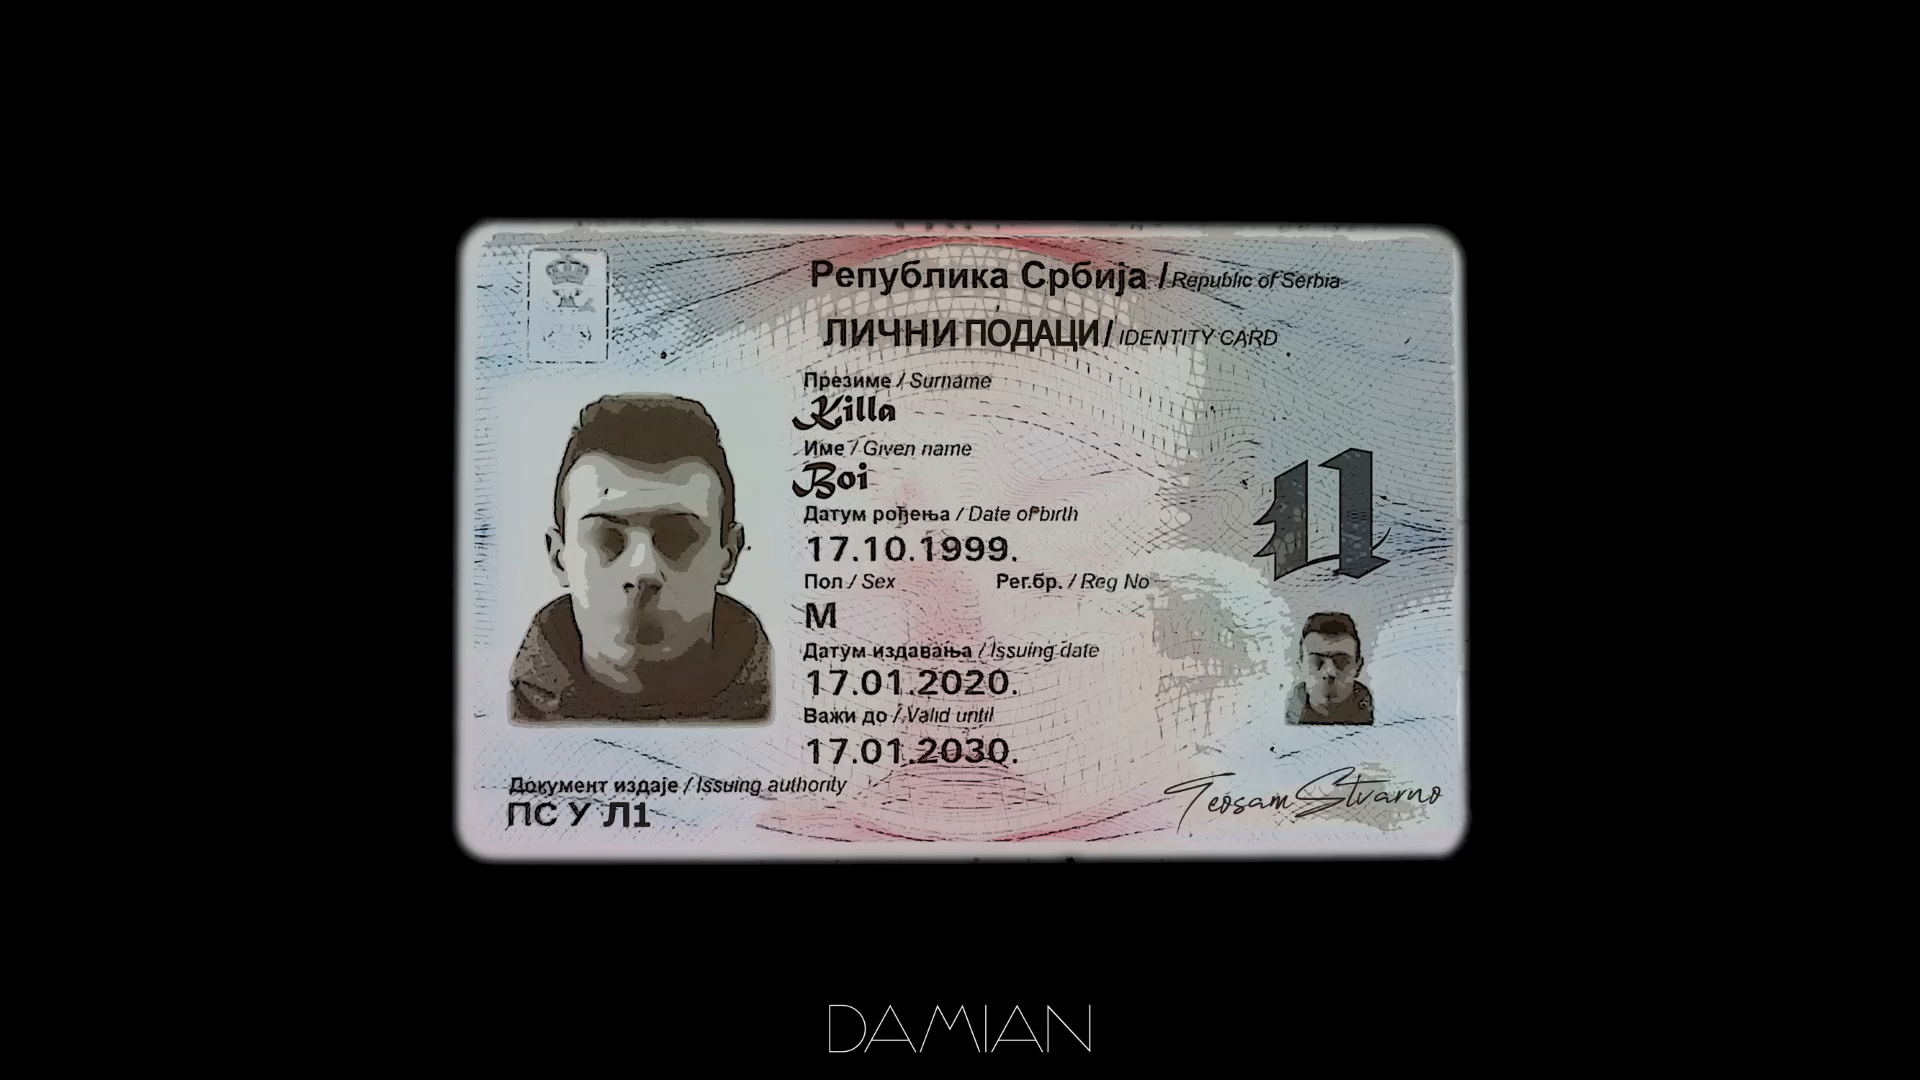 Република Србија / Republic of Serbia
ЛИЧНИ ПОДАЦИ / IDENTITY CARD
Презиме / Surname
Killa
Име / Given name
Boi
Датум рођења / Date of birth
17.10.1999.
Пол / Sex Рег.бр. / Reg No
M
Датум издавања / Issuing date
17.01.2020.
Важи до / Valid until
17.01.2030.
Документ издаје / Issuing authority
ПС У Л1
Teosam Stvarno
DAMIAN